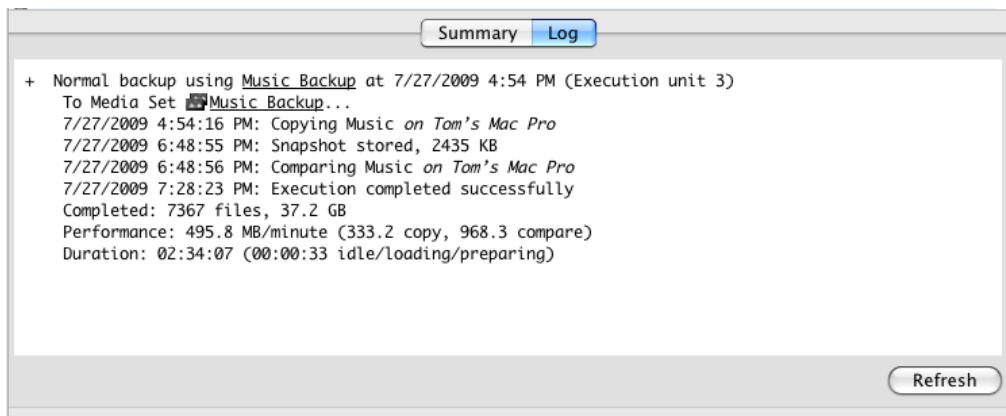 Summary Log
+ Normal backup using Music Backup at 7/27/2009 4:54 PM (Execution unit 3)
To Media Set Music Backup...
7/27/2009 4:54:16 PM: Copying Music on Tom's Mac Pro
7/27/2009 6:48:55 PM: Snapshot stored, 2435 KB
7/27/2009 6:48:56 PM: Comparing Music on Tom's Mac Pro
7/27/2009 7:28:23 PM: Execution completed successfully
Completed: 7367 files, 37.2 GB
Performance: 495.8 MB/minute (333.2 copy, 968.3 compare)
Duration: 02:34:07 (00:00:33 idle/loading/preparing)
Refresh